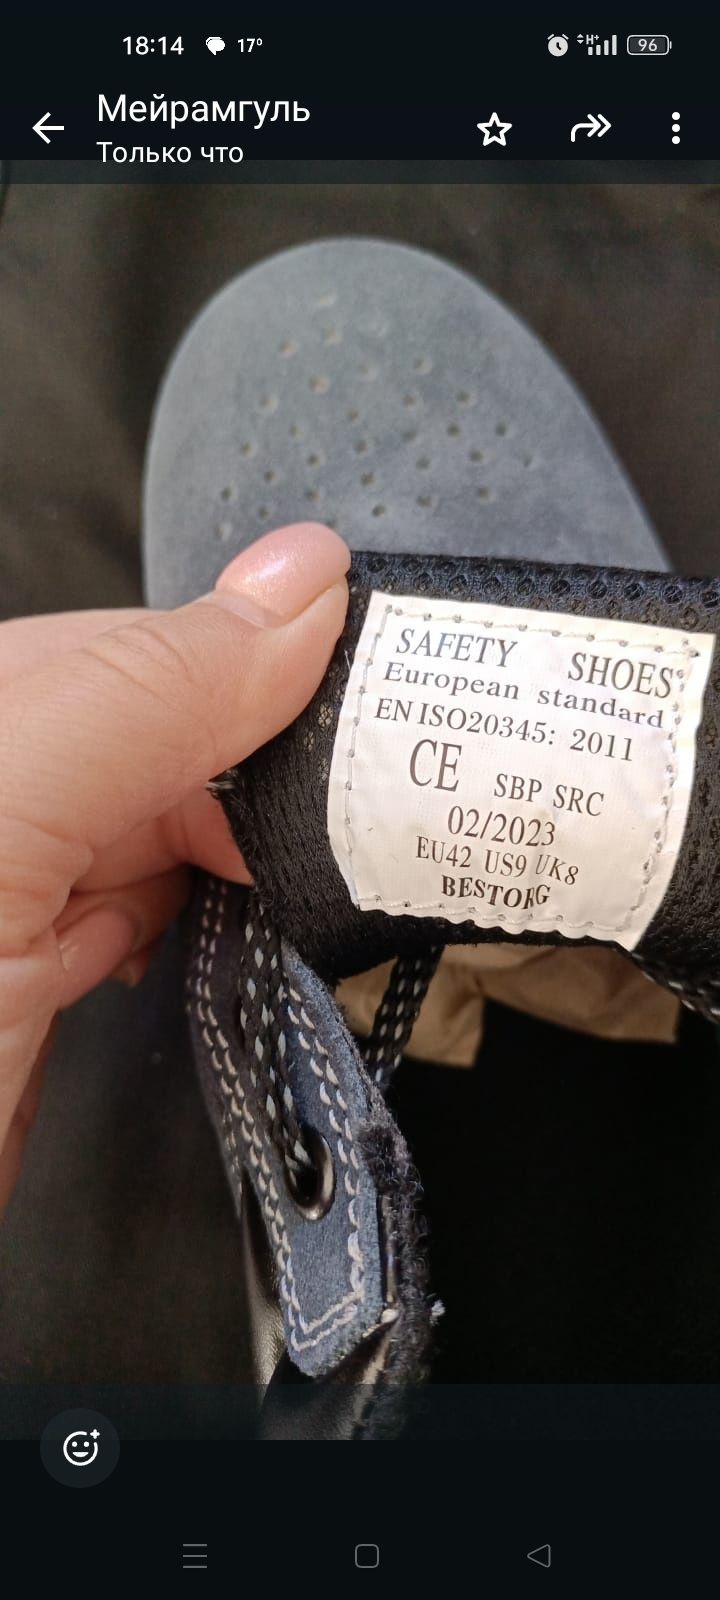 18:14 17°
H+ 96
Мейрамгуль
Только что
SAFETY SHOES
European standard
EN ISO20345: 2011
CE SBP SRC
02/2023
EU42 US9 UK8
BESTORG